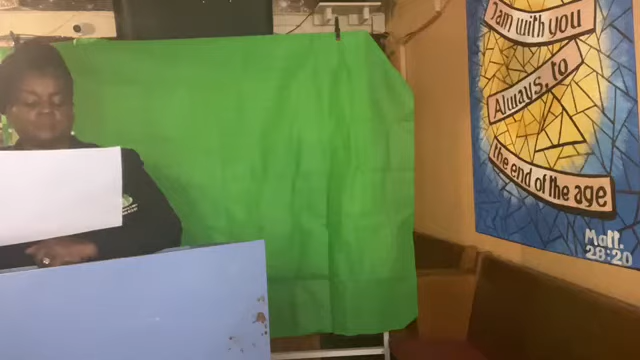 I am with you
Always, to
the end of the age
Matt.
28:20